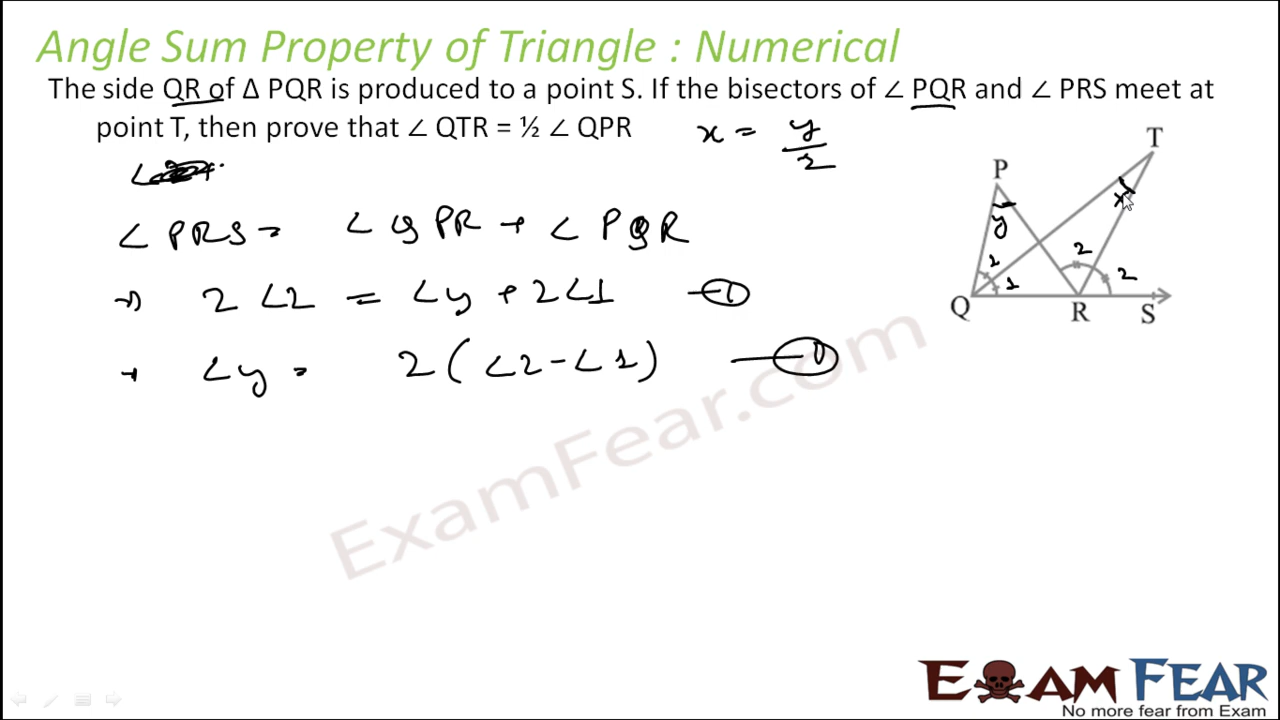 Angle Sum Property of Triangle : Numerical
The side QR of Δ PQR is produced to a point S. If the bisectors of ∠ PQR and ∠ PRS meet at
point T, then prove that ∠ QTR = ½ ∠ QPR
x = y/2
∠ PRS = ∠ QPR + ∠ PQR
⇒ 2 ∠2 = ∠y + 2∠1 — ①
∠y = 2 (∠2 - ∠1) — ①
T
P
x
y
1
1
2
2
Q
R
S
ExamFear.com
EXAM FEAR
No more fear from Exam